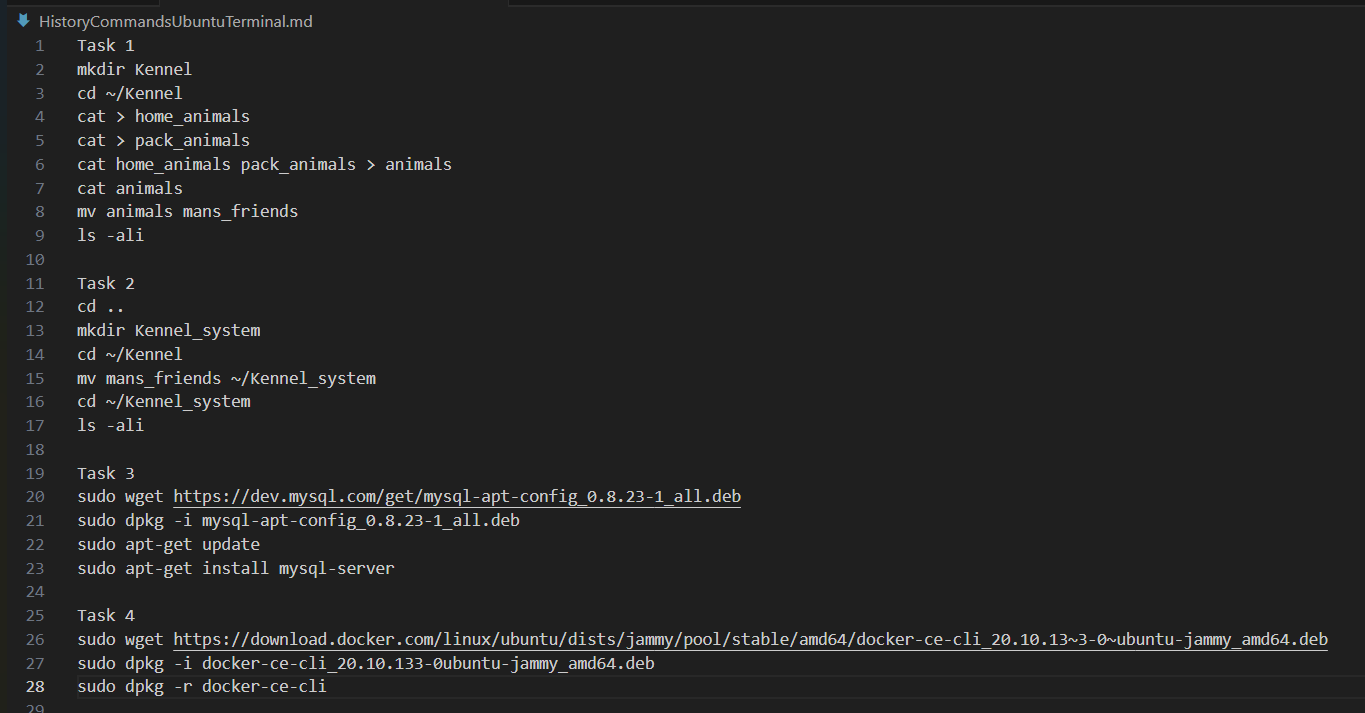 HistoryCommandsUbuntuTerminal.md
1 Task 1
2 mkdir Kennel
3 cd ~/Kennel
4 cat > home_animals
5 cat > pack_animals
6 cat home_animals pack_animals > animals
7 cat animals
8 mv animals mans_friends
9 ls -ali
10
11 Task 2
12 cd ..
13 mkdir Kennel_system
14 cd ~/Kennel
15 mv mans_friends ~/Kennel_system
16 cd ~/Kennel_system
17 ls -ali
18
19 Task 3
20 sudo wget https://dev.mysql.com/get/mysql-apt-config_0.8.23-1_all.deb
21 sudo dpkg -i mysql-apt-config_0.8.23-1_all.deb
22 sudo apt-get update
23 sudo apt-get install mysql-server
24
25 Task 4
26 sudo wget https://download.docker.com/linux/ubuntu/dists/jammy/pool/stable/amd64/docker-ce-cli_20.10.13~3-0~ubuntu-jammy_amd64.deb
27 sudo dpkg -i docker-ce-cli_20.10.133-0ubuntu-jammy_amd64.deb
28 sudo dpkg -r docker-ce-cli
29